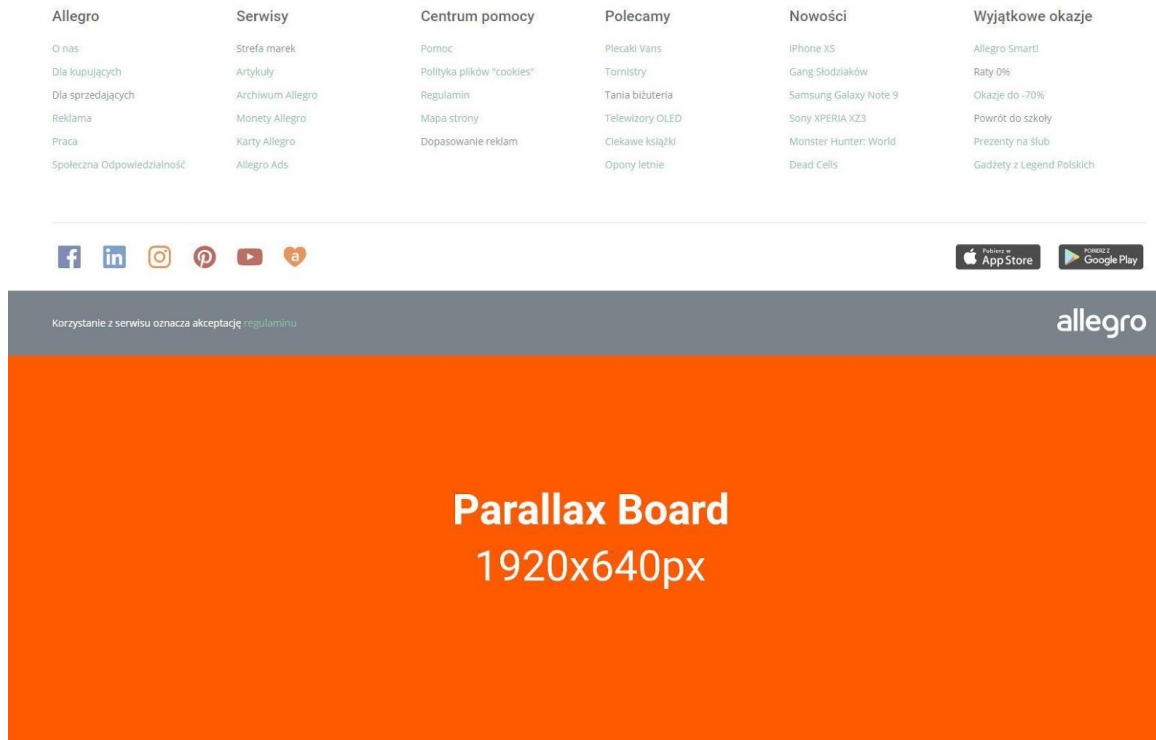 Allegro
O nas
Dla kupujących
Dla sprzedających
Reklama
Praca
Społeczna Odpowiedzialność
Serwisy
Strefa marek
Artykuły
Archiwum Allegro
Monety Allegro
Karty Allegro
Allegro Ads
Centrum pomocy
Pomoc
Polityka plików "cookies"
Regulamin
Mapa strony
Dopasowanie reklam
Polecamy
Plecaki Vans
Tornistry
Tania biżuteria
Telewizory OLED
Ciekawe książki
Opony letnie
Nowości
iPhone XS
Gang Słodziaków
Samsung Galaxy Note 9
Sony XPERIA XZ3
Monster Hunter: World
Dead Cells
Wyjątkowe okazje
Allegro Smart!
Raty 0%
Okazje do -70%
Powrót do szkoły
Prezenty na ślub
Gadżety z Legend Polskich
f
in
a
Pobierz w
App Store
POBIERZ Z
Google Play
Korzystanie z serwisu oznacza akceptację regulaminu
allegro
Parallax Board
1920x640px